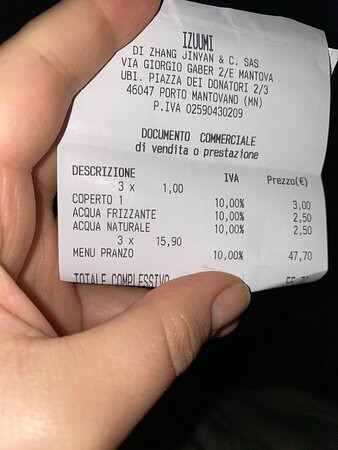 IZUUMI
DI ZHANG JINYAN & C. SAS
VIA GIORGIO GABER 2/E MANTOVA
UBI. PIAZZA DEI DONATORI 2/3
46047 PORTO MANTOVANO (MN)
P.IVA 02590430209
DOCUMENTO COMMERCIALE
di vendita o prestazione
DESCRIZIONE IVA Prezzo(€)
3 x 1,00
COPERTO 1 10,00% 3,00
ACQUA FRIZZANTE 10,00% 2,50
ACQUA NATURALE 10,00% 2,50
3 x 15,90
MENU PRANZO 10,00% 47,70
TOTALE COMPLESSIVO